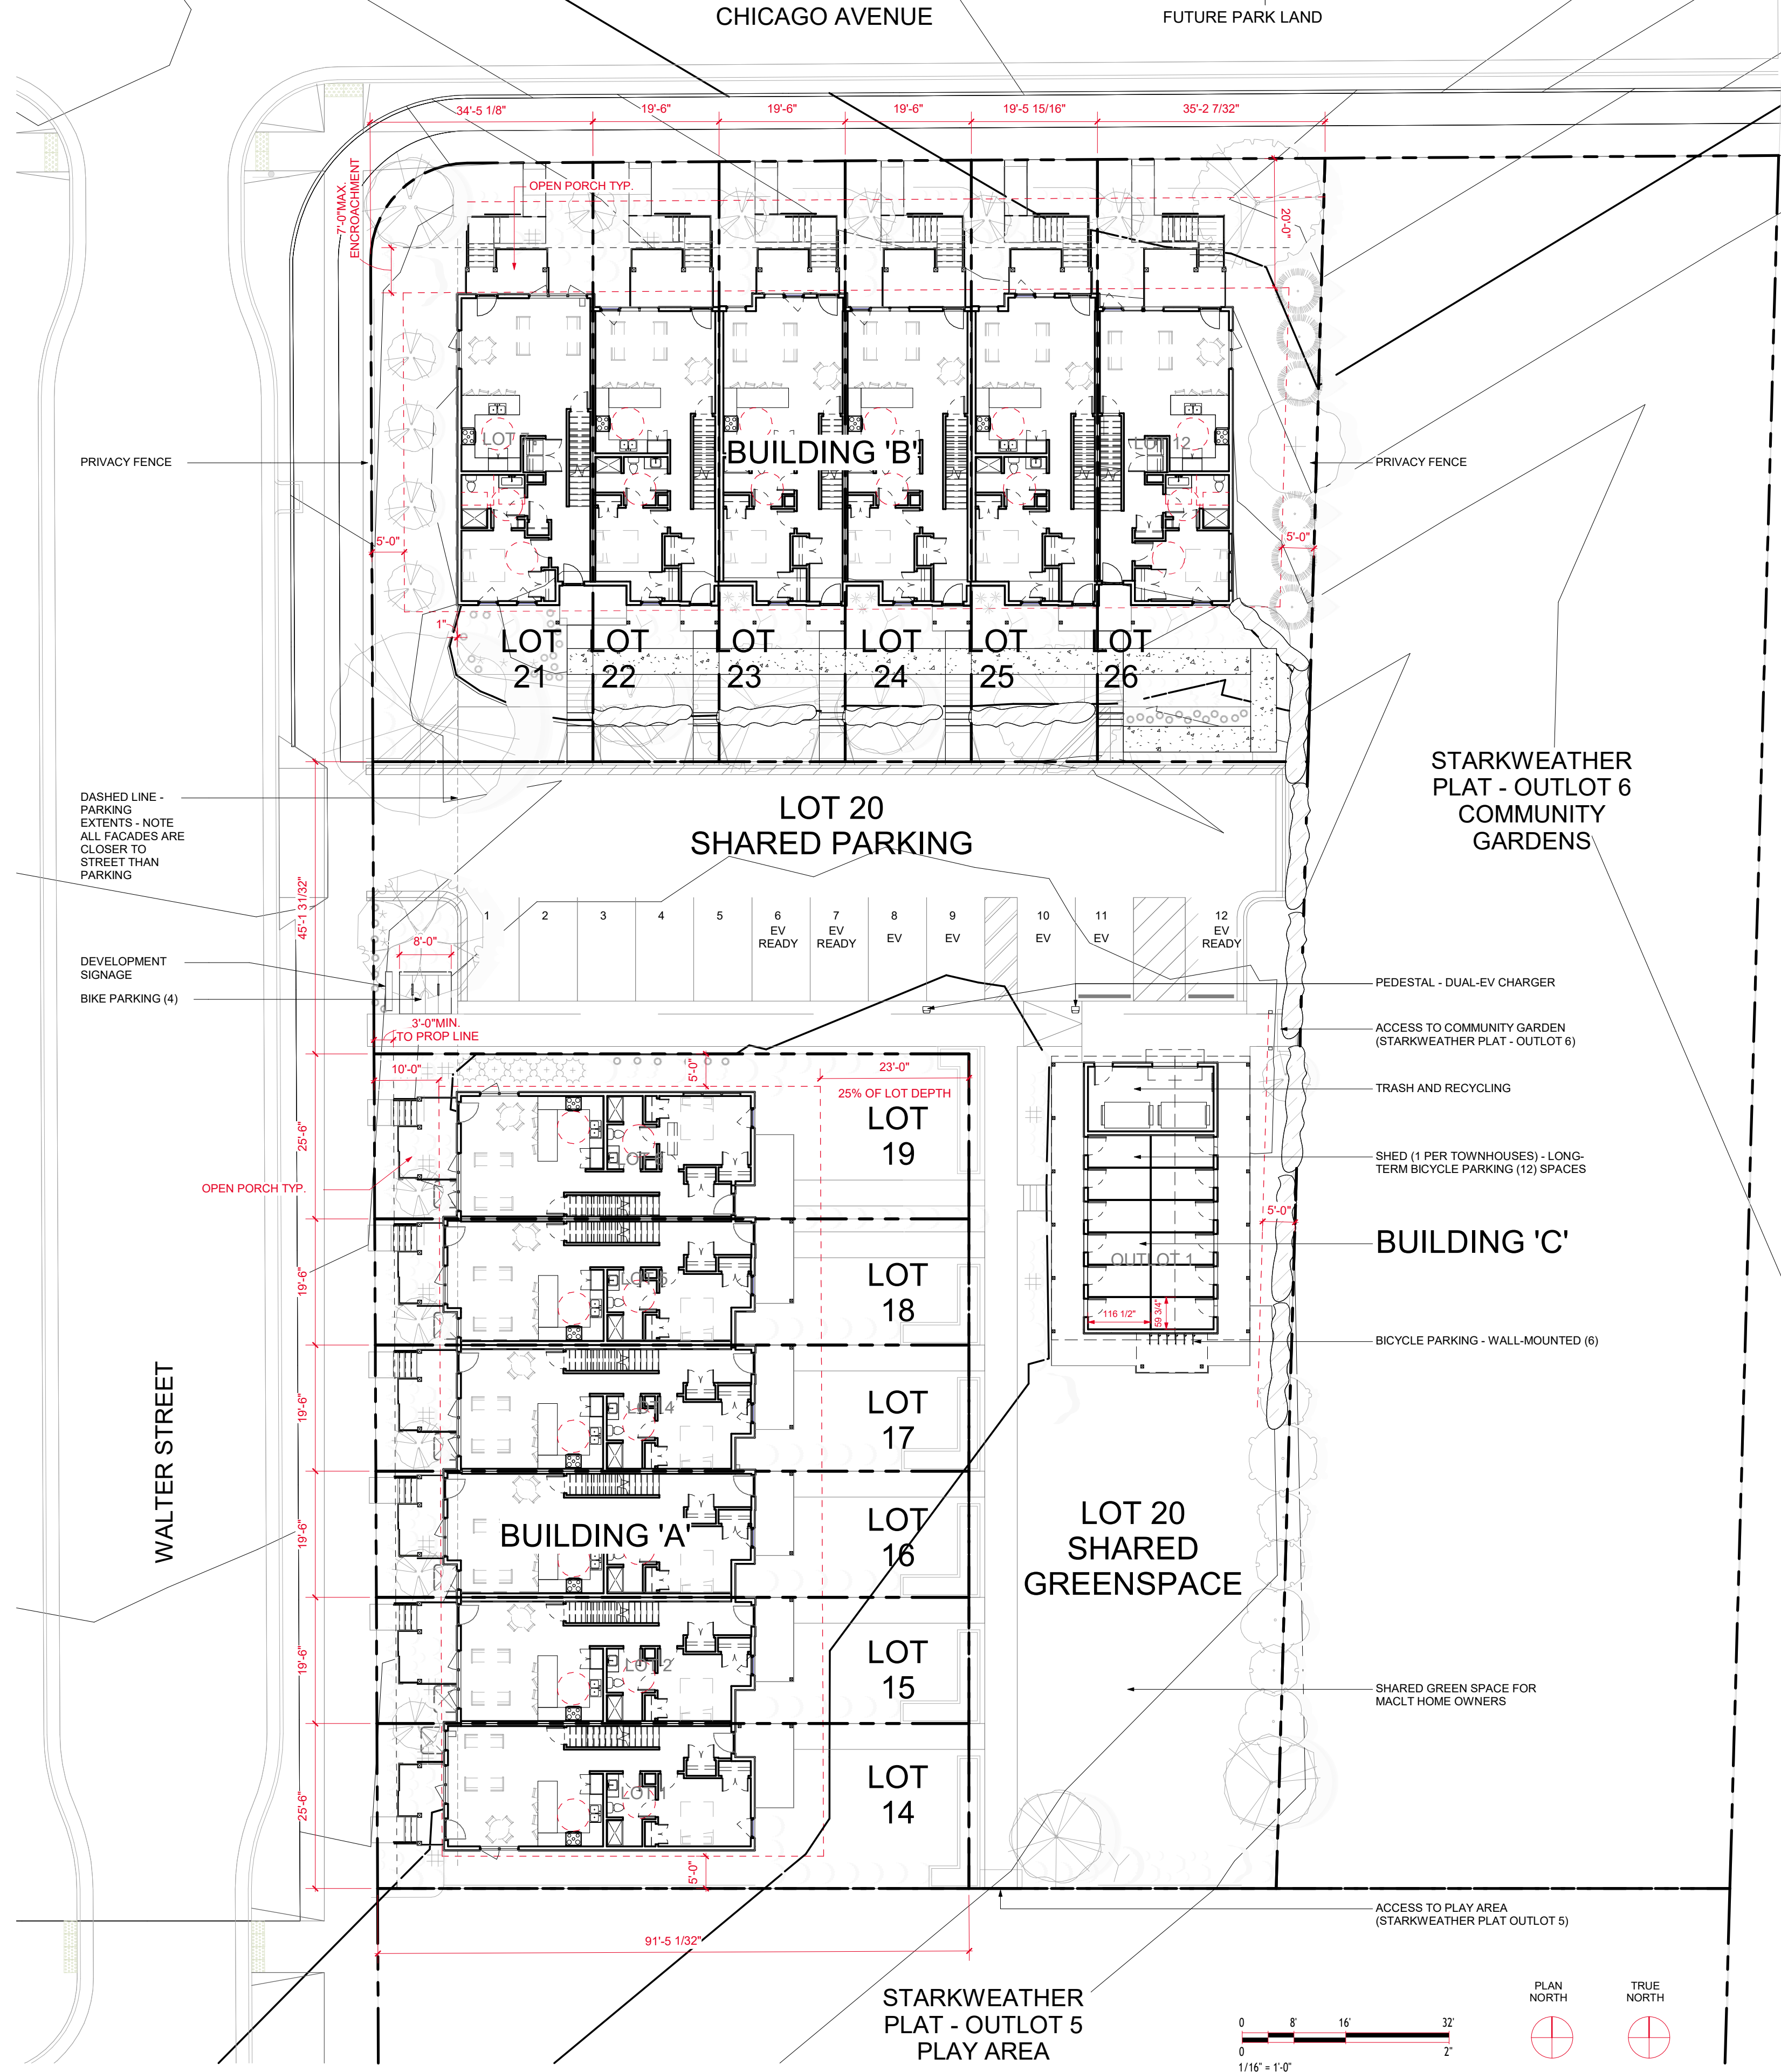 CHICAGO AVENUE
FUTURE PARK LAND
34'-5 1/8"
19'-6"
19'-6"
19'-6"
19'-5 15/16"
35'-2 7/32"
7'-0"MAX.
ENCROACHMENT
OPEN PORCH TYP.
20'-0"
LOT 12
BUILDING 'B'
PRIVACY FENCE
PRIVACY FENCE
5'-0"
5'-0"
1"
LOT
21
LOT
22
LOT
23
LOT
24
LOT
25
LOT
26
STARKWEATHER
PLAT - OUTLOT 6
COMMUNITY
GARDENS
DASHED LINE -
PARKING
EXTENTS - NOTE
ALL FACADES ARE
CLOSER TO
STREET THAN
PARKING
LOT 20
SHARED PARKING
45'-1 31/32"
1
2
3
4
5
6
EV
READY
7
EV
READY
8
EV
9
EV
10
EV
11
EV
12
EV
READY
8'-0"
DEVELOPMENT
SIGNAGE
BIKE PARKING (4)
PEDESTAL - DUAL-EV CHARGER
3'-0"MIN.
TO PROP LINE
ACCESS TO COMMUNITY GARDEN
(STARKWEATHER PLAT - OUTLOT 6)
10'-0"
5'-0"
23'-0"
25% OF LOT DEPTH
TRASH AND RECYCLING
LOT
19
25'-6"
SHED (1 PER TOWNHOUSES) - LONG-
TERM BICYCLE PARKING (12) SPACES
OPEN PORCH TYP.
5'-0"
BUILDING 'C'
OUTLOT 1
LOT
18
19'-6"
116 1/2"
59 3/4"
BICYCLE PARKING - WALL-MOUNTED (6)
WALTER STREET
LOT
17
19'-6"
LOT
16
19'-6"
BUILDING 'A'
LOT 20
SHARED
GREENSPACE
LOT
15
19'-6"
LOT 2
SHARED GREEN SPACE FOR
MACLT HOME OWNERS
LOT
14
25'-6"
LOT 1
5'-0"
ACCESS TO PLAY AREA
(STARKWEATHER PLAT OUTLOT 5)
91'-5 1/32"
STARKWEATHER
PLAT - OUTLOT 5
PLAY AREA
PLAN
NORTH
TRUE
NORTH
0 8' 16' 32'
0 2"
1/16" = 1'-0"